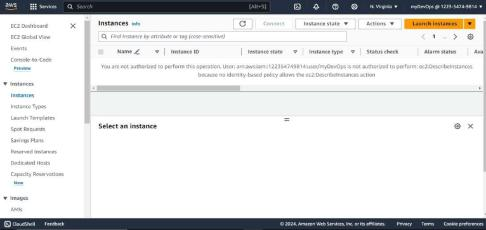 aws
Services
Search
[Alt+S]
N. Virginia
myDevOps @ 1223-5474-9814
EC2 Dashboard
EC2 Global View
Events
Console-to-Code
Preview
Instances
Instances
Instance Types
Launch Templates
Spot Requests
Savings Plans
Reserved Instances
Dedicated Hosts
Capacity Reservations
New
Images
AMIs
Instances Info
Connect
Instance state
Actions
Launch instances
Find Instance by attribute or tag (case-sensitive)
1
Name
Instance ID
Instance state
Instance type
Status check
Alarm status
Ava
You are not authorized to perform this operation. User: arn:aws:iam::122354749814:user/myDevOps is not authorized to perform: ec2:DescribeInstances
because no identity-based policy allows the ec2:DescribeInstances action
Select an instance
CloudShell
Feedback
© 2024, Amazon Web Services, Inc. or its affiliates.
Privacy
Terms
Cookie preferences